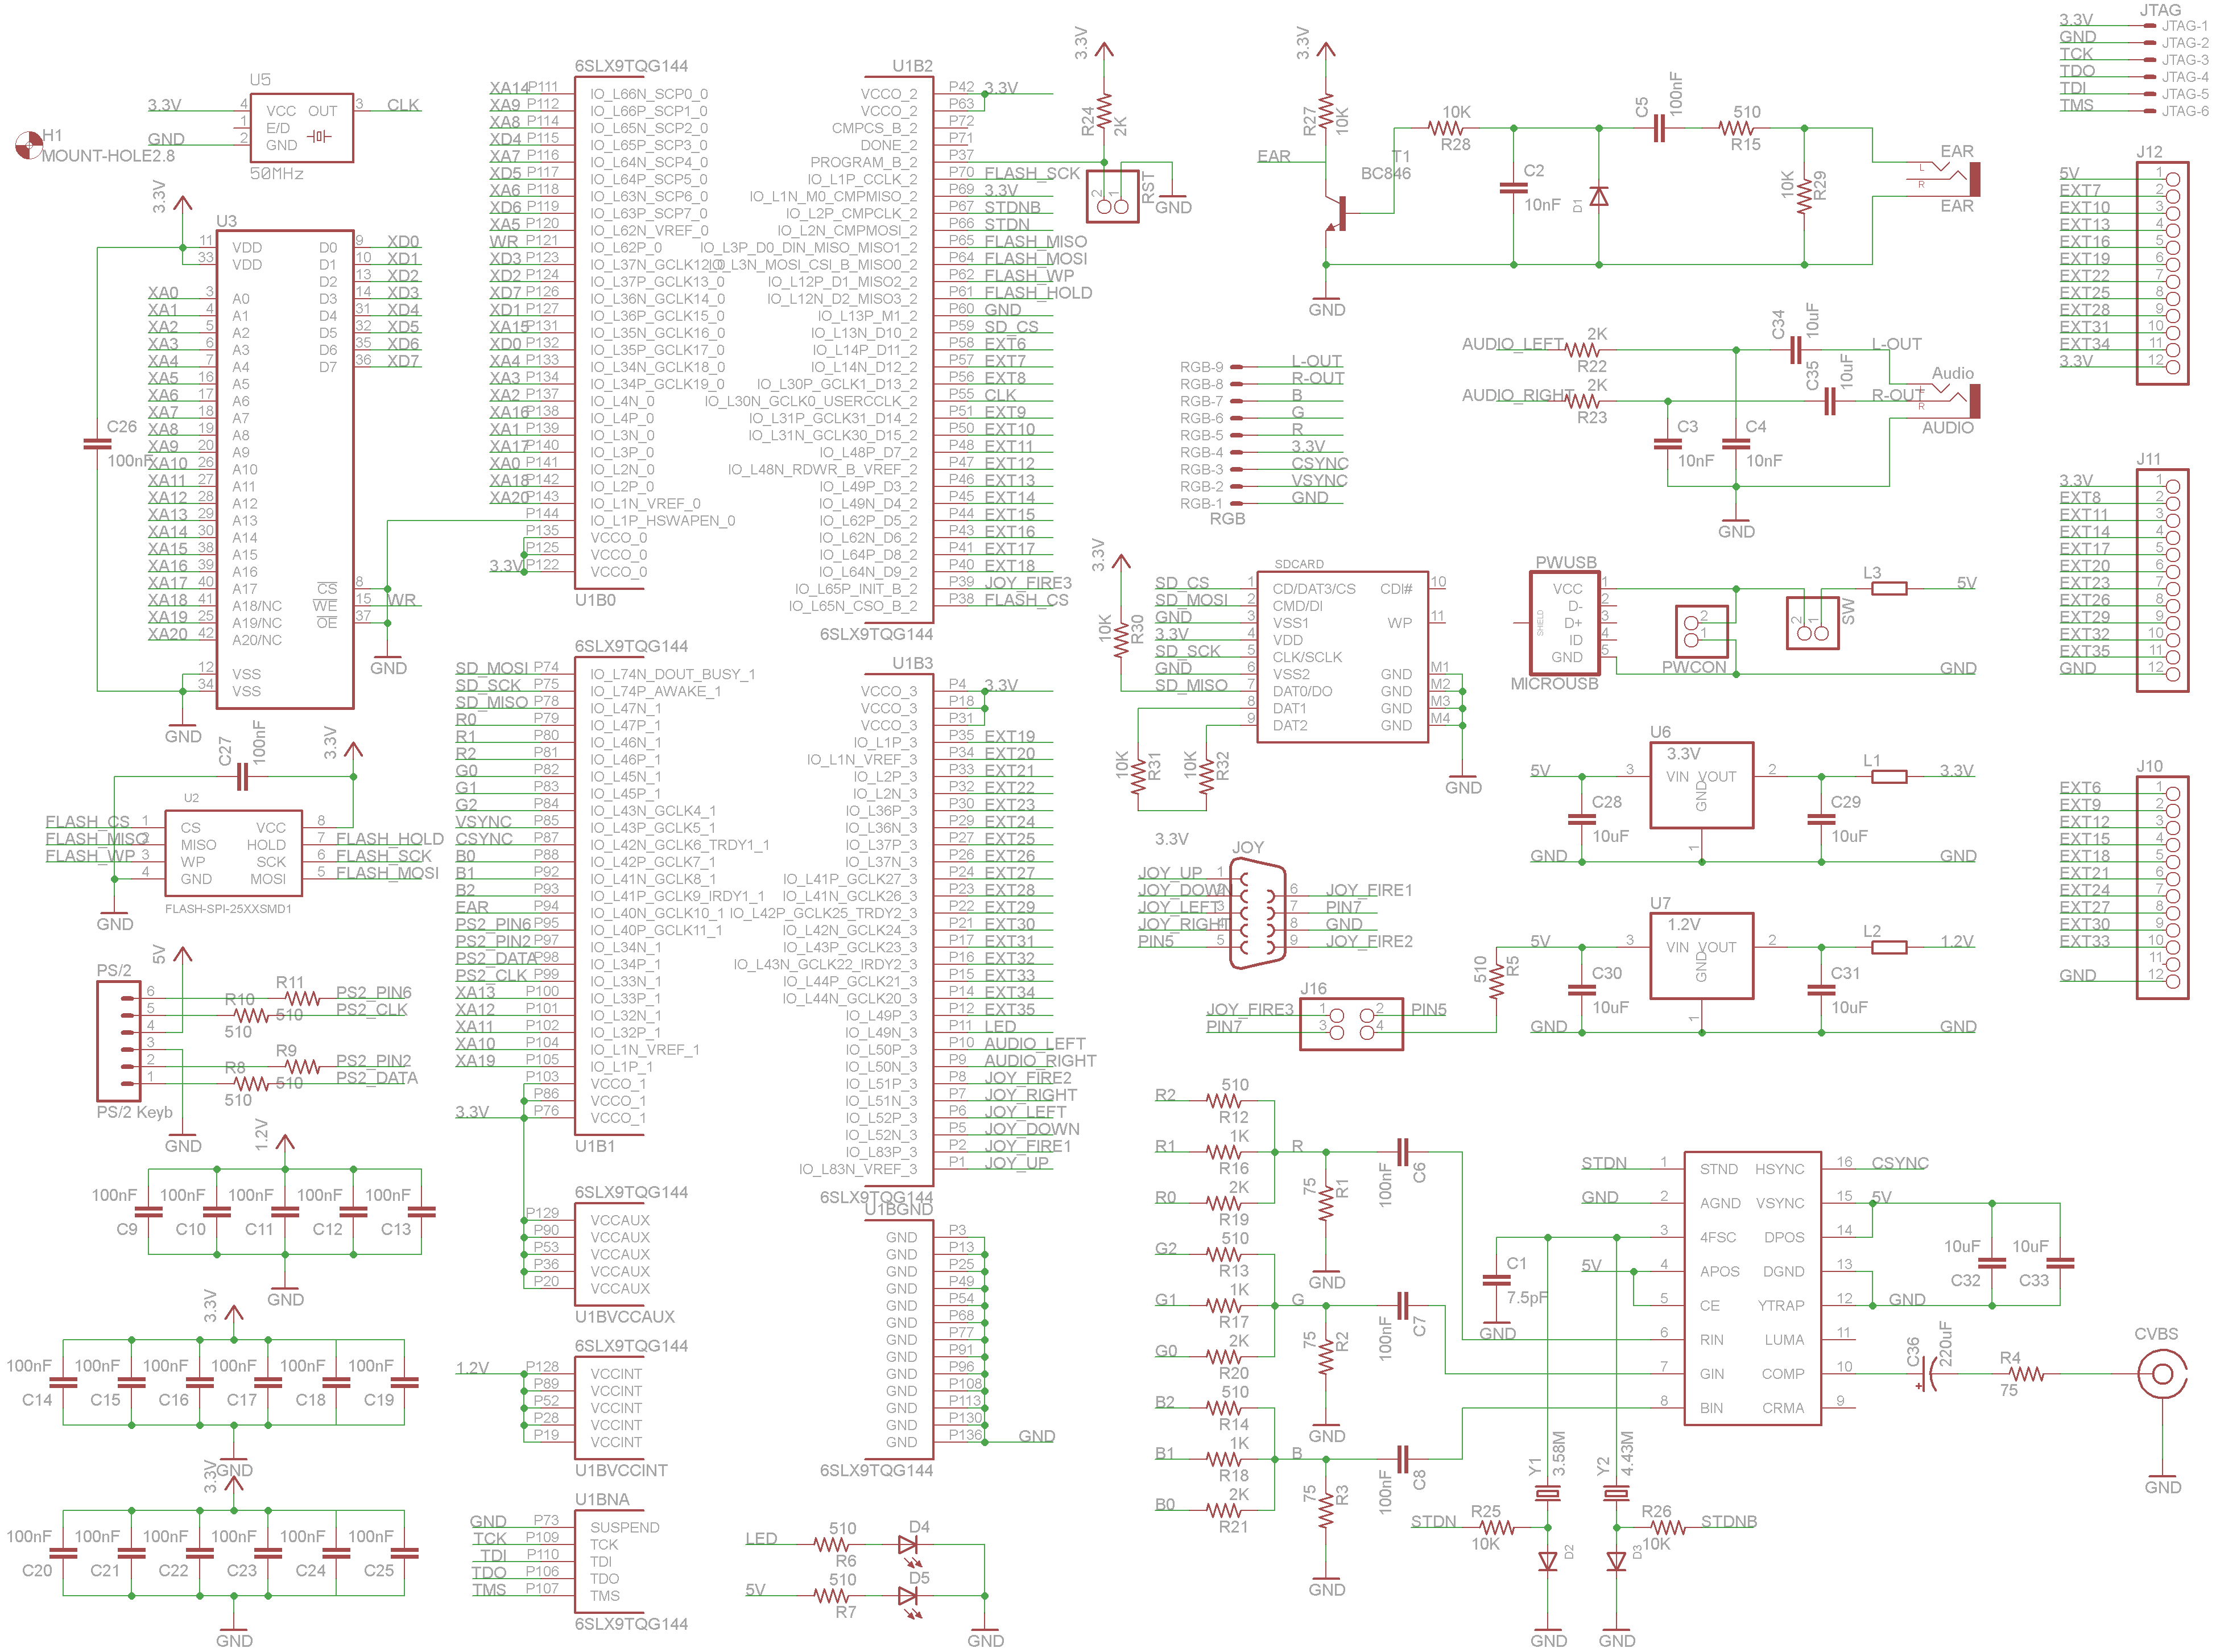 H1
MOUNT-HOLE2.8
U5
3.3V 4 VCC OUT 3 CLK
1 E/D
GND 2 GND
50MHz
3.3V
U3
11 VDD D0 9 XD0
33 VDD D1 10 XD1
D2 13 XD2
XA0 3 A0 D3 14 XD3
XA1 4 A1 D4 31 XD4
XA2 5 A2 D5 32 XD5
XA3 6 A3 D6 35 XD6
XA4 7 A4 D7 36 XD7
XA5 16 A5
XA6 17 A6
XA7 18 A7
XA8 19 A8
XA9 20 A9
XA10 26 A10
XA11 27 A11
XA12 28 A12
XA13 29 A13
XA14 30 A14
XA15 38 A15
XA16 39 A16
XA17 40 A17 CS 8
XA18 41 A18/NC WE 15 WR
XA19 25 A19/NC OE 37
XA20 42 A20/NC
12 VSS
34 VSS
GND
GND
C26
100nF
C27
100nF
3.3V
U2
FLASH_CS 1 CS VCC 8
FLASH_MISO 2 MISO HOLD 7 FLASH_HOLD
FLASH_WP 3 WP SCK 6 FLASH_SCK
4 GND MOSI 5 FLASH_MOSI
GND
FLASH-SPI-25XXSMD1
5V
PS/2
6 R11 510 PS2_PIN6
5 R10 510 PS2_CLK
4
3
2 R9 510 PS2_PIN2
1 R8 510 PS2_DATA
PS/2 Keyb
GND
1.2V
100nF 100nF 100nF 100nF 100nF
C9 C10 C11 C12 C13
GND
3.3V
100nF 100nF 100nF 100nF 100nF 100nF
C14 C15 C16 C17 C18 C19
GND
3.3V
100nF 100nF 100nF 100nF 100nF 100nF
C20 C21 C22 C23 C24 C25
GND
6SLX9TQG144
XA14 P111 IO_L66N_SCP0_0
XA9 P112 IO_L66P_SCP1_0
XA8 P114 IO_L65N_SCP2_0
XD4 P115 IO_L65P_SCP3_0
XA7 P116 IO_L64N_SCP4_0
XD5 P117 IO_L64P_SCP5_0
XA6 P118 IO_L63N_SCP6_0
XD6 P119 IO_L63P_SCP7_0
XA5 P120 IO_L62N_VREF_0
WR P121 IO_L62P_0
XD3 P123 IO_L37N_GCLK12_0
XD2 P124 IO_L37P_GCLK13_0
XD7 P126 IO_L36N_GCLK14_0
XD1 P127 IO_L36P_GCLK15_0
XA15 P131 IO_L35N_GCLK16_0
XD0 P132 IO_L35P_GCLK17_0
XA4 P133 IO_L34N_GCLK18_0
XA3 P134 IO_L34P_GCLK19_0
XA2 P137 IO_L4N_0
XA16 P138 IO_L4P_0
XA1 P139 IO_L3N_0
XA17 P140 IO_L3P_0
XA0 P141 IO_L2N_0
XA18 P142 IO_L2P_0
XA20 P143 IO_L1N_VREF_0
P144 IO_L1P_HSWAPEN_0
P135 VCCO_0
P125 VCCO_0
3.3V P122 VCCO_0
U1B0
6SLX9TQG144
SD_MOSI P74 IO_L74N_DOUT_BUSY_1
SD_SCK P75 IO_L74P_AWAKE_1
SD_MISO P78 IO_L47N_1
R0 P79 IO_L47P_1
R1 P80 IO_L46N_1
R2 P81 IO_L46P_1
G0 P82 IO_L45N_1
G1 P83 IO_L45P_1
G2 P84 IO_L43N_GCLK4_1
VSYNC P85 IO_L43P_GCLK5_1
CSYNC P87 IO_L42N_GCLK6_TRDY1_1
B0 P88 IO_L42P_GCLK7_1
B1 P92 IO_L41N_GCLK8_1
B2 P93 IO_L41P_GCLK9_IRDY1_1
EAR P94 IO_L40N_GCLK10_1
PS2_PIN6 P95 IO_L40P_GCLK11_1
PS2_PIN2 P97 IO_L34N_1
PS2_DATA P98 IO_L34P_1
PS2_CLK P99 IO_L33N_1
XA13 P100 IO_L33P_1
XA12 P101 IO_L32N_1
XA11 P102 IO_L32P_1
XA10 P104 IO_L1N_VREF_1
XA19 P105 IO_L1P_1
P103 VCCO_1
P86 VCCO_1
3.3V P76 VCCO_1
U1B1
6SLX9TQG144
P129 VCCAUX
P90 VCCAUX
P53 VCCAUX
P36 VCCAUX
P20 VCCAUX
U1BVCCAUX
6SLX9TQG144
1.2V P128 VCCINT
P89 VCCINT
P52 VCCINT
P28 VCCINT
P19 VCCINT
U1BVCCINT
U1BNA
GND P73 SUSPEND
TCK P109 TCK
TDI P110 TDI
TDO P106 TDO
TMS P107 TMS
6SLX9TQG144
U1B2
VCCO_2 P42 3.3V
VCCO_2 P63
CMPCS_B_2 P72
DONE_2 P71
PROGRAM_B_2 P37
IO_L1P_CCLK_2 P70 FLASH_SCK
IO_L1N_M0_CMPMISO_2 P69 3.3V
IO_L2P_CMPCLK_2 P67 STDNB
IO_L2N_CMPMOSI_2 P66 STDN
IO_L3P_D0_DIN_MISO_MISO1_2 P65 FLASH_MISO
IO_L3N_MOSI_CSI_B_MISO0_2 P64 FLASH_MOSI
IO_L12P_D1_MISO2_2 P62 FLASH_WP
IO_L12N_D2_MISO3_2 P61 FLASH_HOLD
IO_L13P_M1_2 P60 GND
IO_L13N_D10_2 P59 SD_CS
IO_L14P_D11_2 P58 EXT6
IO_L14N_D12_2 P57 EXT7
IO_L30P_GCLK1_D13_2 P56 EXT8
IO_L30N_GCLK0_USERCCLK_2 P55 CLK
IO_L31P_GCLK31_D14_2 P51 EXT9
IO_L31N_GCLK30_D15_2 P50 EXT10
IO_L48P_D7_2 P48 EXT11
IO_L48N_RDWR_B_VREF_2 P47 EXT12
IO_L49P_D3_2 P46 EXT13
IO_L49N_D4_2 P45 EXT14
IO_L62P_D5_2 P44 EXT15
IO_L62N_D6_2 P43 EXT16
IO_L64P_D8_2 P41 EXT17
IO_L64N_D9_2 P40 EXT18
IO_L65P_INIT_B_2 P39 JOY_FIRE3
IO_L65N_CSO_B_2 P38 FLASH_CS
6SLX9TQG144
U1B3
VCCO_3 P4 3.3V
VCCO_3 P18
VCCO_3 P31
IO_L1P_3 P35 EXT19
IO_L1N_VREF_3 P34 EXT20
IO_L2P_3 P33 EXT21
IO_L2N_3 P32 EXT22
IO_L36P_3 P30 EXT23
IO_L36N_3 P29 EXT24
IO_L37P_3 P27 EXT25
IO_L37N_3 P26 EXT26
IO_L41P_GCLK27_3 P24 EXT27
IO_L41N_GCLK26_3 P23 EXT28
IO_L42P_GCLK25_TRDY2_3 P22 EXT29
IO_L42N_GCLK24_3 P21 EXT30
IO_L43P_GCLK23_3 P17 EXT31
IO_L43N_GCLK22_IRDY2_3 P16 EXT32
IO_L44P_GCLK21_3 P15 EXT33
IO_L44N_GCLK20_3 P14 EXT34
IO_L49P_3 P12 EXT35
IO_L49N_3 P11 LED
IO_L50P_3 P10 AUDIO_LEFT
IO_L50N_3 P9 AUDIO_RIGHT
IO_L51P_3 P8 JOY_FIRE2
IO_L51N_3 P7 JOY_RIGHT
IO_L52P_3 P6 JOY_LEFT
IO_L52N_3 P5 JOY_DOWN
IO_L83P_3 P2 JOY_FIRE1
IO_L83N_VREF_3 P1 JOY_UP
6SLX9TQG144
U1BGND
GND P3
GND P13
GND P25
GND P49
GND P54
GND P68
GND P77
GND P91
GND P96
GND P108
GND P113
GND P130
GND P136 GND
6SLX9TQG144
LED 510 R6 D4
5V 510 R7 D5
GND
3.3V
R24
2K
2 1
RST
GND
3.3V
R27
10K
EAR
T1
BC846
10K
R28
C2
10nF
D1
C5
100nF
510
R15
10K
R29
EAR
L
R
EAR
GND
RGB-9 L-OUT
RGB-8 R-OUT
RGB-7 B
RGB-6 G
RGB-5 R
RGB-4 3.3V
RGB-3 CSYNC
RGB-2 VSYNC
RGB-1 GND
RGB
AUDIO_LEFT 2K R22
C34 10uF L-OUT
AUDIO_RIGHT 2K R23
C35 10uF R-OUT
C3 10nF
C4 10nF
Audio
L
R
AUDIO
GND
3.3V
10K
R30
SDCARD
SD_CS 1 CD/DAT3/CS CDI# 10
SD_MOSI 2 CMD/DI
GND 3 VSS1 WP 11
3.3V 4 VDD
SD_SCK 5 CLK/SCLK
GND 6 VSS2 GND M1
SD_MISO 7 DAT0/DO GND M2
8 DAT1 GND M3
9 DAT2 GND M4
10K R31
10K R32
GND
3.3V
PWUSB
VCC 1
D- 2
D+ 3
ID 4
GND 5
SHIELD
MICROUSB
2
1
PWCON
2 1
SW
L3 5V
GND
U6
3.3V
5V 3 VIN VOUT 2 L1 3.3V
GND
1
C28 10uF
C29 10uF
GND GND
U7
1.2V
5V 3 VIN VOUT 2 L2 1.2V
GND
1
C30 10uF
C31 10uF
GND GND
JOY
JOY_UP 1
JOY_DOWN 2 6 JOY_FIRE1
JOY_LEFT 3 7 PIN7
JOY_RIGHT 4 8 GND
PIN5 5 9 JOY_FIRE2
J16
JOY_FIRE3 1 2 PIN5
PIN7 3 4
510
R5
R2 510 R12
R1 1K R16
R0 2K R19
R
75 R1
GND
100nF C6
G2 510 R13
G1 1K R17
G0 2K R20
G
75 R2
GND
100nF C7
B2 510 R14
B1 1K R18
B0 2K R21
B
75 R3
GND
100nF C8
C1
7.5pF
GND
STDN 1 STND HSYNC 16 CSYNC
GND 2 AGND VSYNC 15 5V
3 4FSC DPOS 14
5V 4 APOS DGND 13
5 CE YTRAP 12 GND
6 RIN LUMA 11
7 GIN COMP 10
8 BIN CRMA 9
10uF C32
10uF C33
C36 220uF
+
R4
75
CVBS
GND
Y1 3.58M
Y2 4.43M
STDN R25 10K
R26 10K STDNB
D2
D3
GND GND
JTAG
3.3V JTAG-1
GND JTAG-2
TCK JTAG-3
TDO JTAG-4
TDI JTAG-5
TMS JTAG-6
J12
5V 1
EXT7 2
EXT10 3
EXT13 4
EXT16 5
EXT19 6
EXT22 7
EXT25 8
EXT28 9
EXT31 10
EXT34 11
3.3V 12
J11
3.3V 1
EXT8 2
EXT11 3
EXT14 4
EXT17 5
EXT20 6
EXT23 7
EXT26 8
EXT29 9
EXT32 10
EXT35 11
GND 12
J10
EXT6 1
EXT9 2
EXT12 3
EXT15 4
EXT18 5
EXT21 6
EXT24 7
EXT27 8
EXT30 9
EXT33 10
11
GND 12